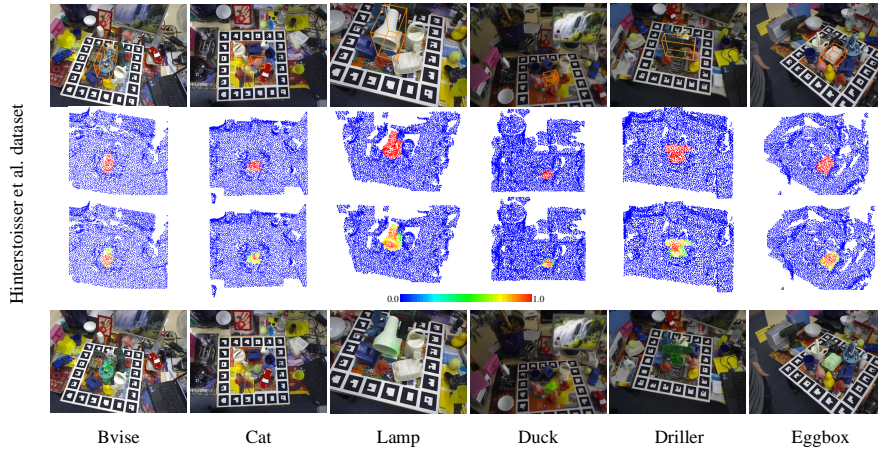 Hinterstoisser et al. dataset
0.0 1.0
Bvise Cat Lamp Duck Driller Eggbox